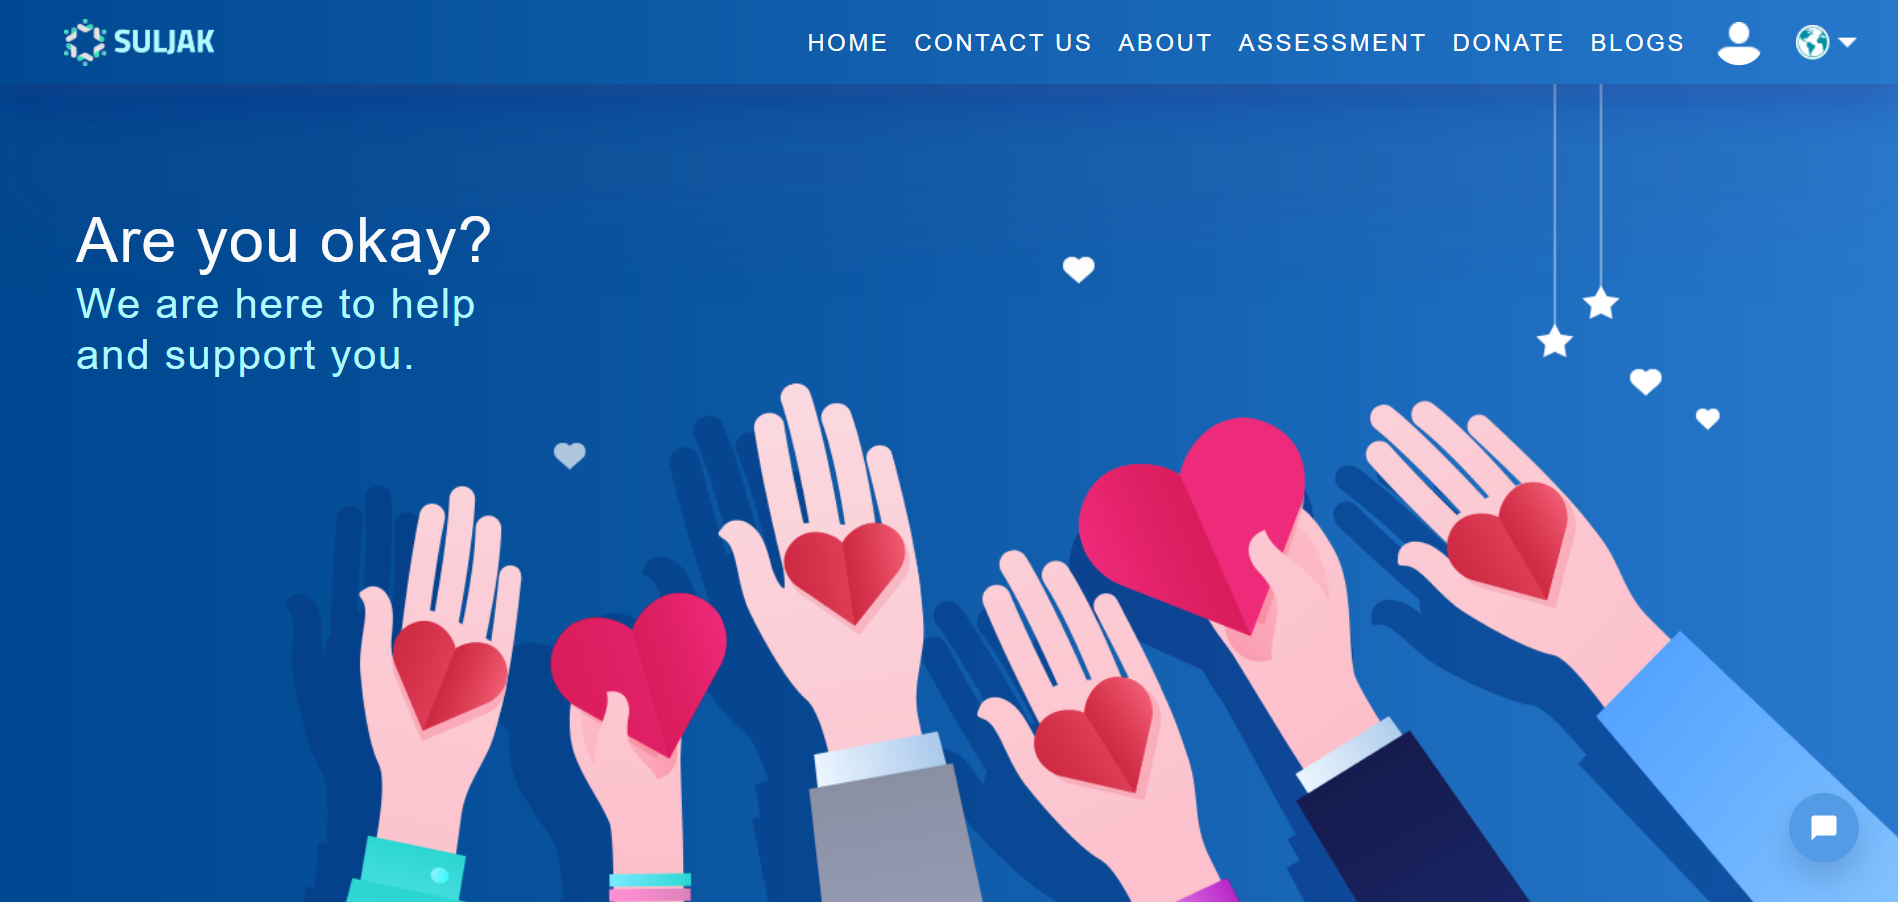 SULJAK
HOME CONTACT US ABOUT ASSESSMENT DONATE BLOGS
Are you okay?
We are here to help
and support you.